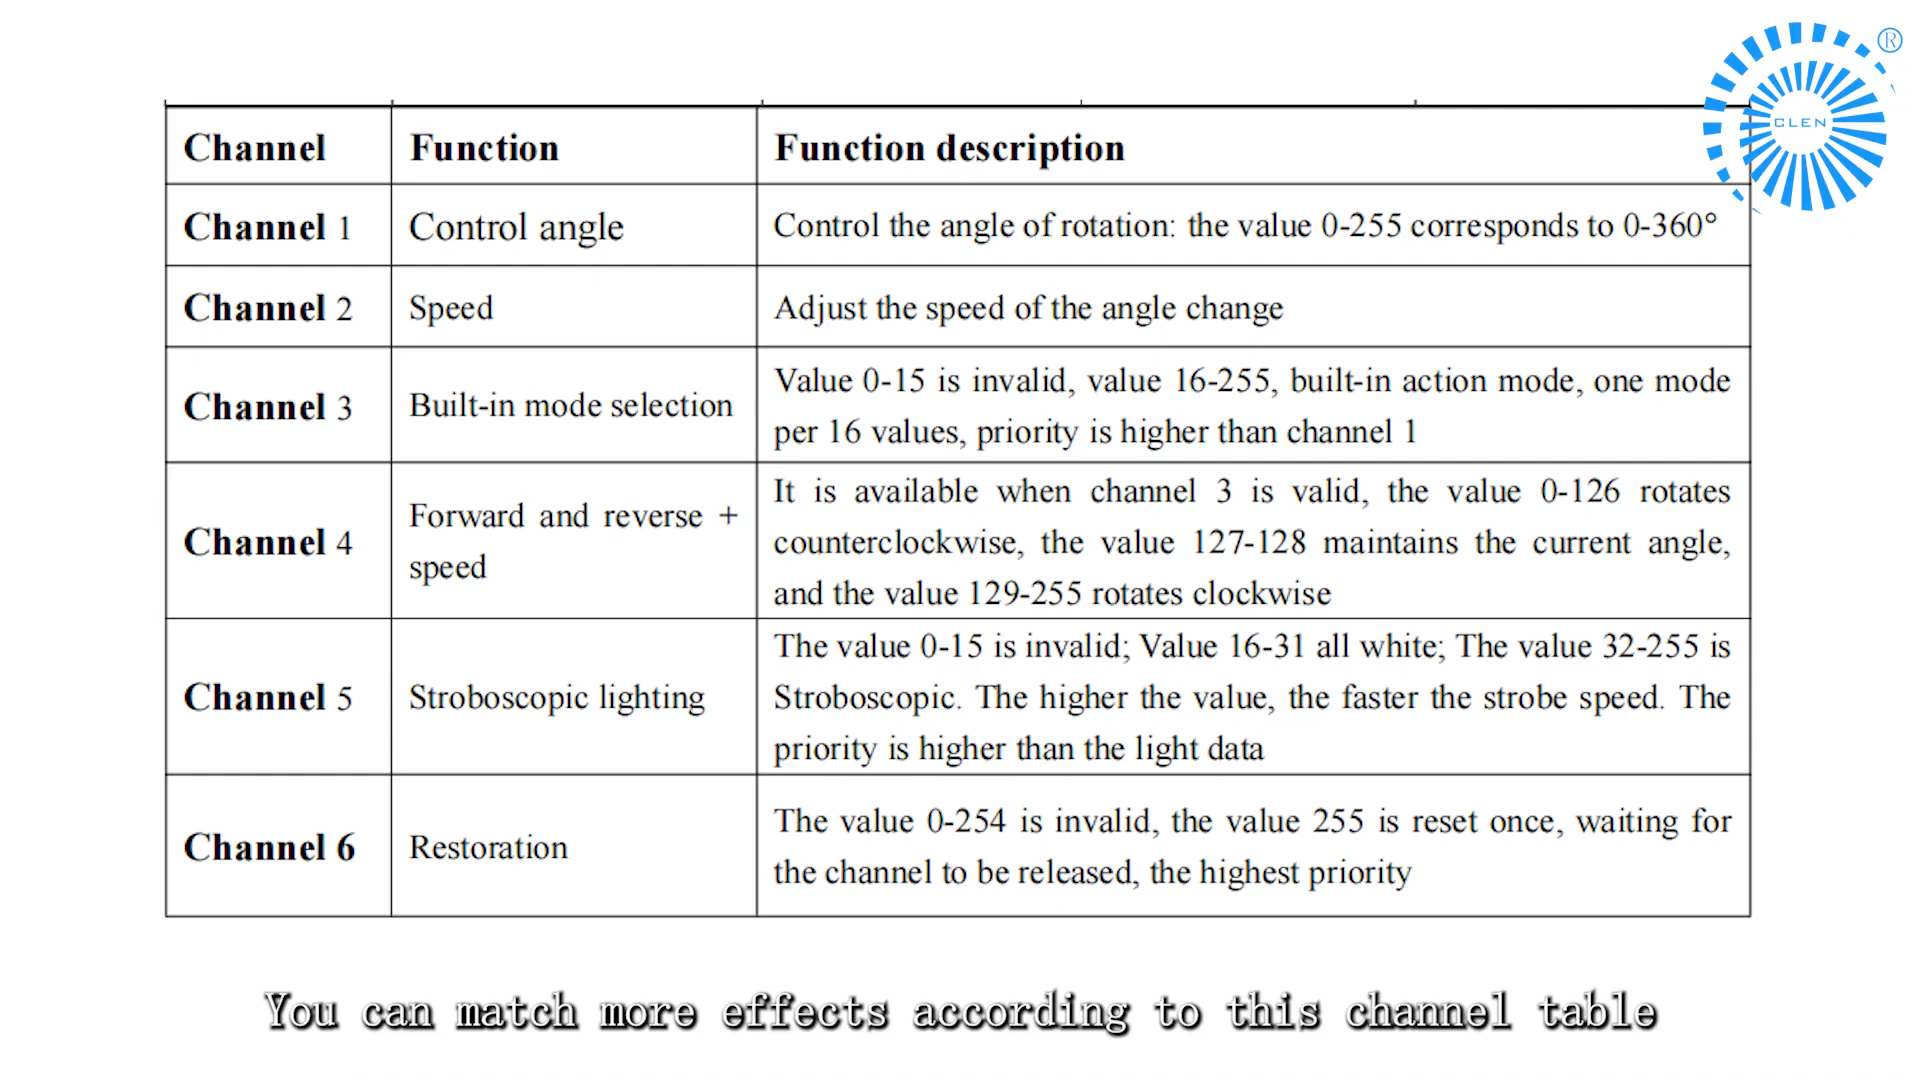 CLEN ®
Channel Function Function description
Channel 1 Control angle Control the angle of rotation: the value 0-255 corresponds to 0-360°
Channel 2 Speed Adjust the speed of the angle change
Channel 3 Built-in mode selection
Value 0-15 is invalid, value 16-255, built-in action mode, one mode
per 16 values, priority is higher than channel 1
Channel 4
Forward and reverse +
speed
It is available when channel 3 is valid, the value 0-126 rotates
counterclockwise, the value 127-128 maintains the current angle,
and the value 129-255 rotates clockwise
Channel 5 Stroboscopic lighting
The value 0-15 is invalid; Value 16-31 all white; The value 32-255 is
Stroboscopic. The higher the value, the faster the strobe speed. The
priority is higher than the light data
Channel 6 Restoration
The value 0-254 is invalid, the value 255 is reset once, waiting for
the channel to be released, the highest priority
You can match more effects according to this channel table